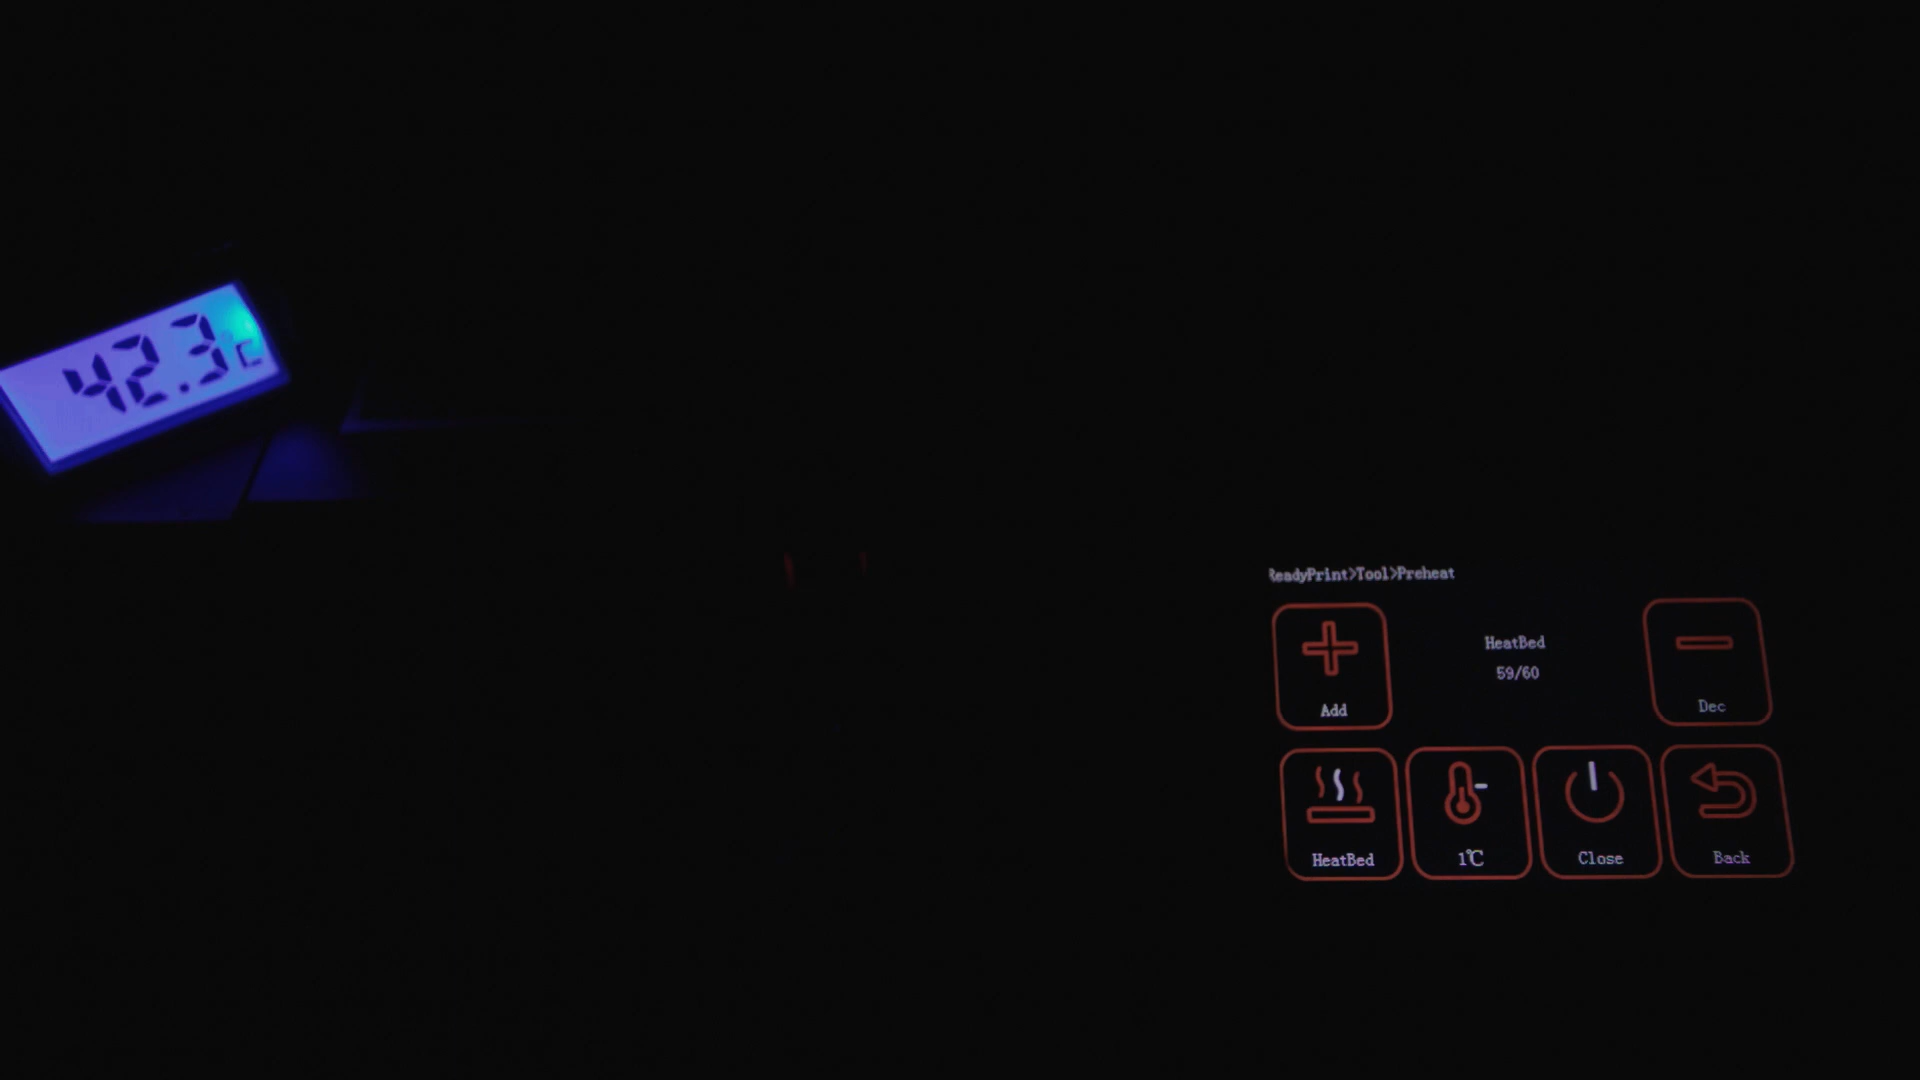 42.3℃
ReadyPrint>Tool>Preheat
HeatBed
59/60
Add
Dec
HeatBed
1℃
Close
Back